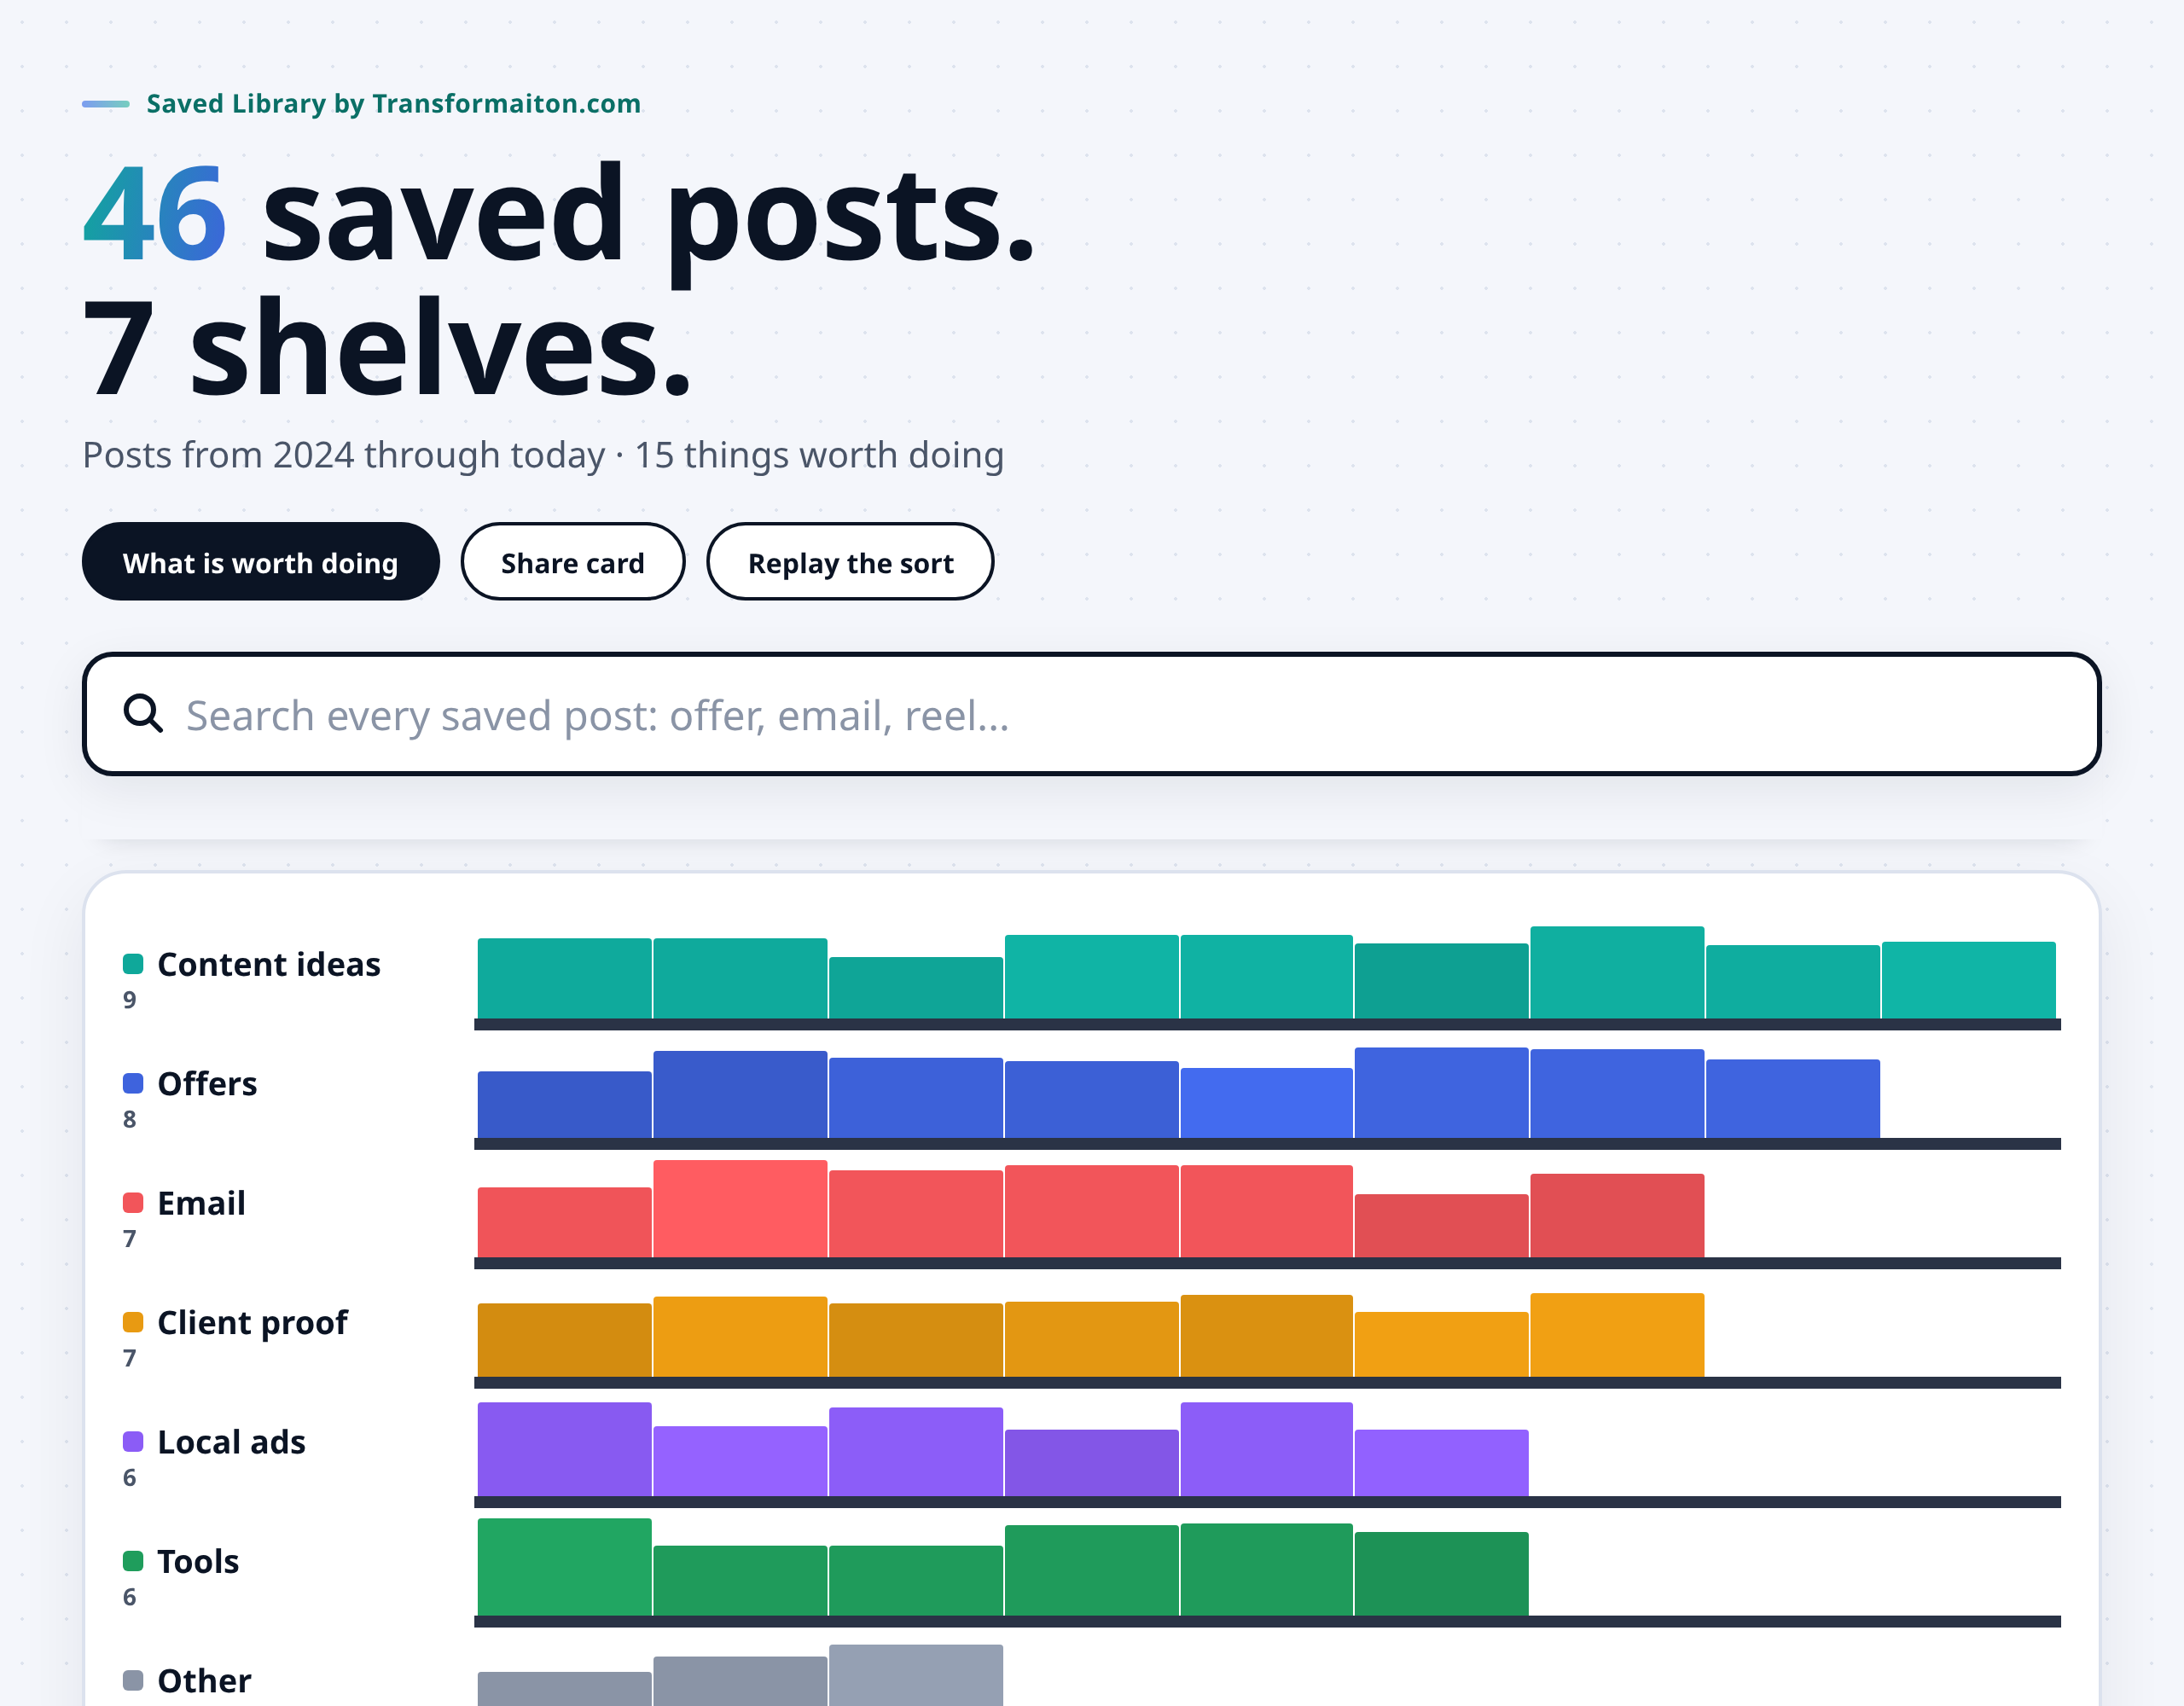 Saved Library by Transformaiton.com
46 saved posts.
7 shelves.
Posts from 2024 through today · 15 things worth doing
What is worth doing
Share card
Replay the sort
Search every saved post: offer, email, reel...
Content ideas
9
Offers
8
Email
7
Client proof
7
Local ads
6
Tools
6
Other